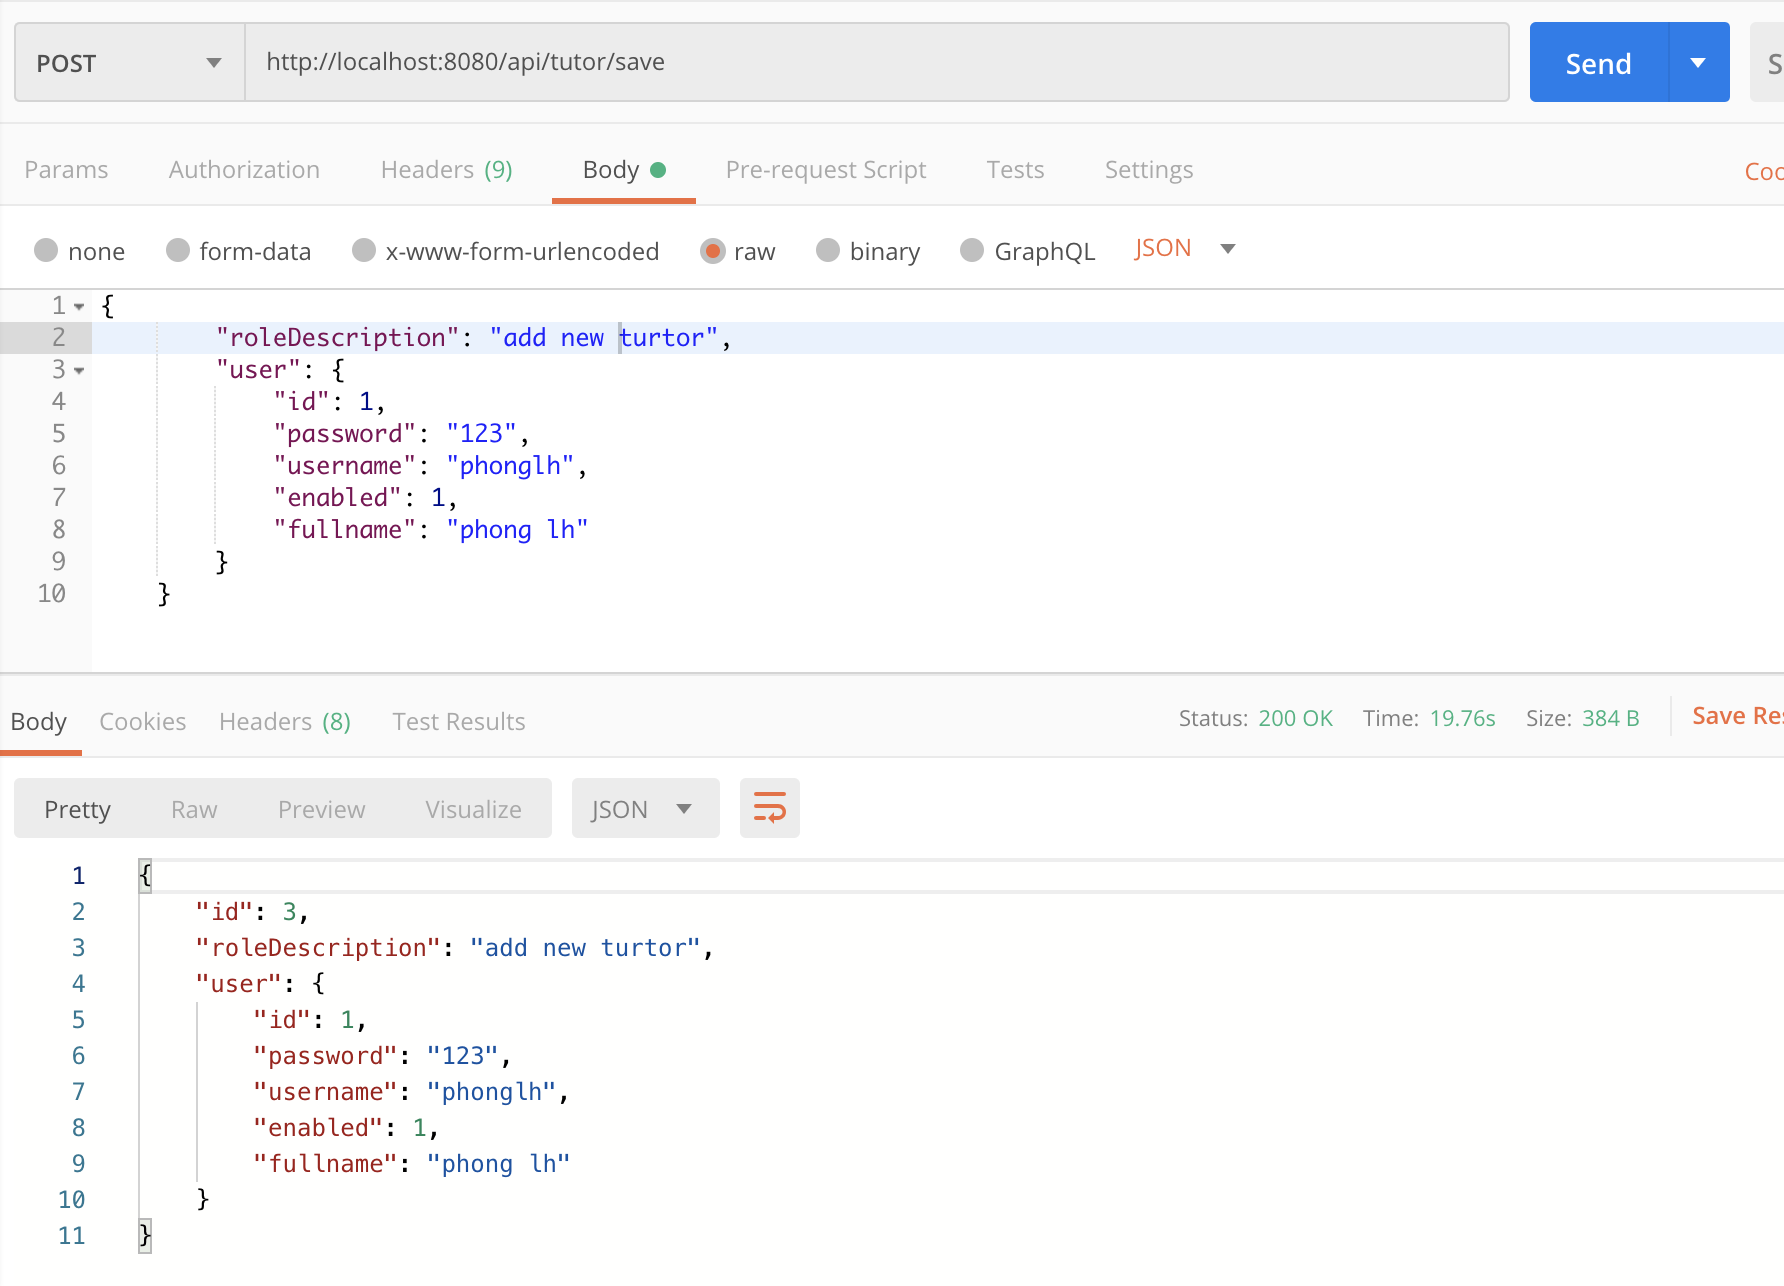 POST http://localhost:8080/api/tutor/save Send S
Params Authorization Headers (9) Body Pre-request Script Tests Settings Coo
none form-data x-www-form-urlencoded raw binary GraphQL JSON
1 {
2 "roleDescription": "add new turtor",
3 "user": {
4 "id": 1,
5 "password": "123",
6 "username": "phonglh",
7 "enabled": 1,
8 "fullname": "phong lh"
9 }
10 }
Body Cookies Headers (8) Test Results Status: 200 OK Time: 19.76s Size: 384 B Save Res
Pretty Raw Preview Visualize JSON
1 {
2 "id": 3,
3 "roleDescription": "add new turtor",
4 "user": {
5 "id": 1,
6 "password": "123",
7 "username": "phonglh",
8 "enabled": 1,
9 "fullname": "phong lh"
10 }
11 }